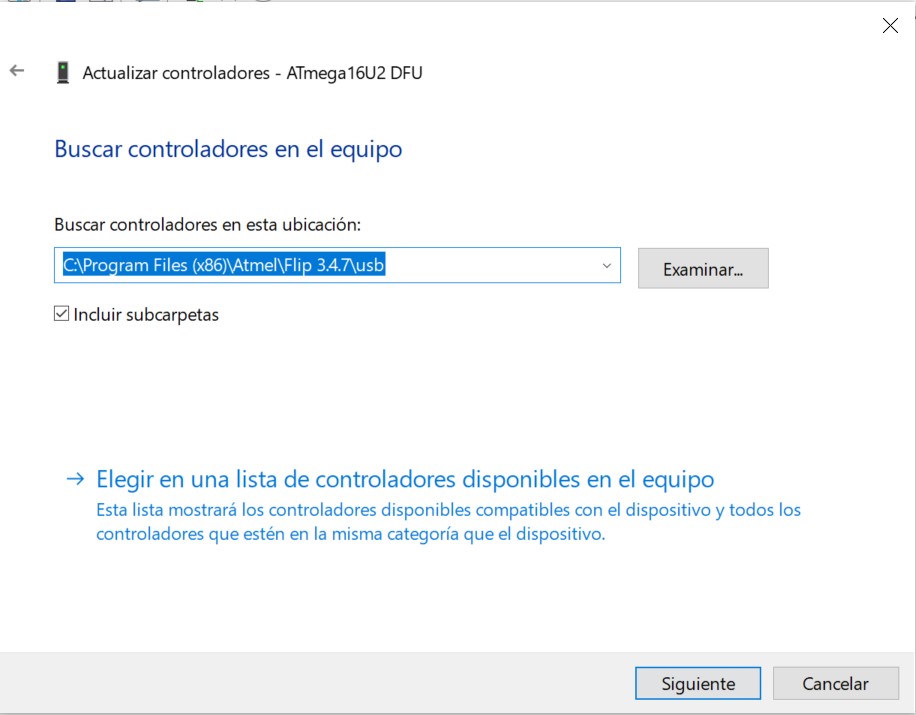 Actualizar controladores - ATmega16U2 DFU
Buscar controladores en el equipo
Buscar controladores en esta ubicación:
C:\Program Files (x86)\Atmel\Flip 3.4.7\usb
Examinar...
Incluir subcarpetas
Elegir en una lista de controladores disponibles en el equipo
Esta lista mostrará los controladores disponibles compatibles con el dispositivo y todos los
controladores que estén en la misma categoría que el dispositivo.
Siguiente
Cancelar